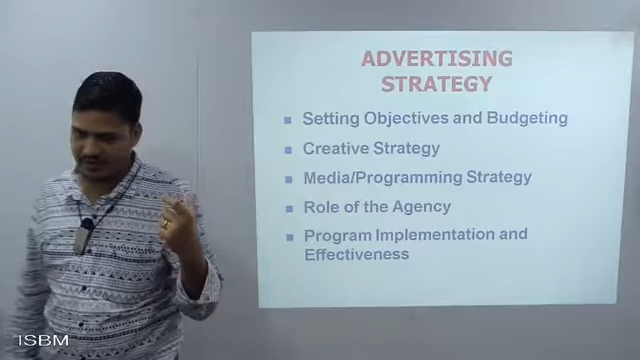 ADVERTISING
STRATEGY
Setting Objectives and Budgeting
Creative Strategy
Media/Programming Strategy
Role of the Agency
Program Implementation and
Effectiveness
ISBM